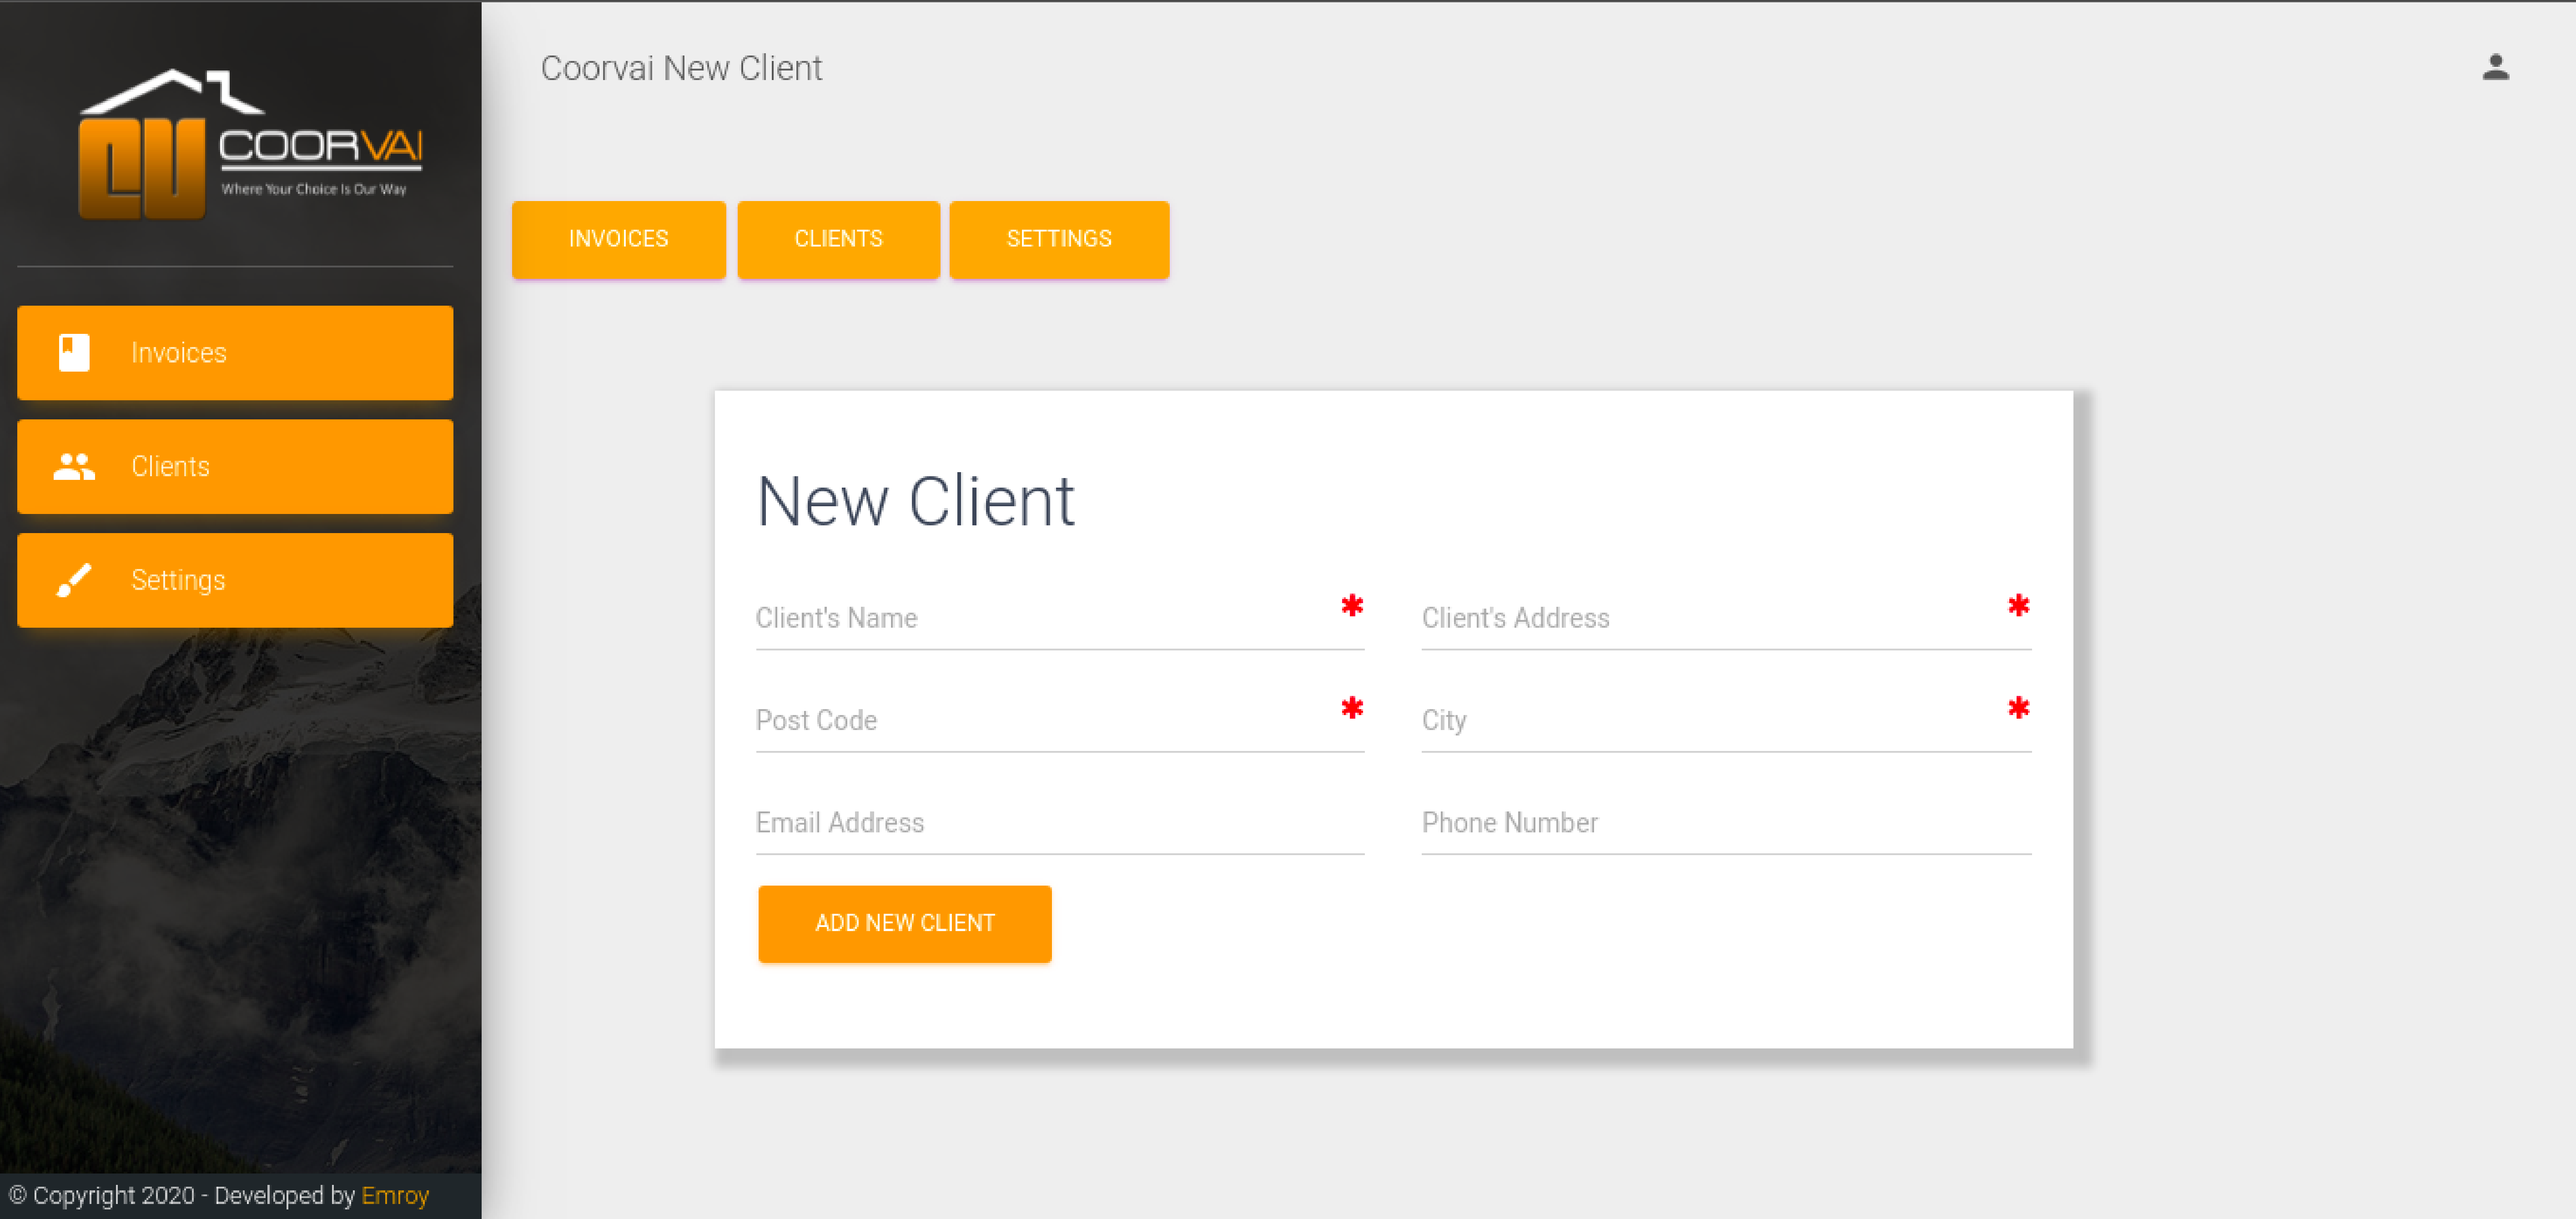 COORVAI
Where Your Choice Is Our Way
Invoices
Clients
Settings
© Copyright 2020 - Developed by Emroy
Coorvai New Client
INVOICES CLIENTS SETTINGS
New Client
Client's Name * Client's Address *
Post Code * City *
Email Address Phone Number
ADD NEW CLIENT